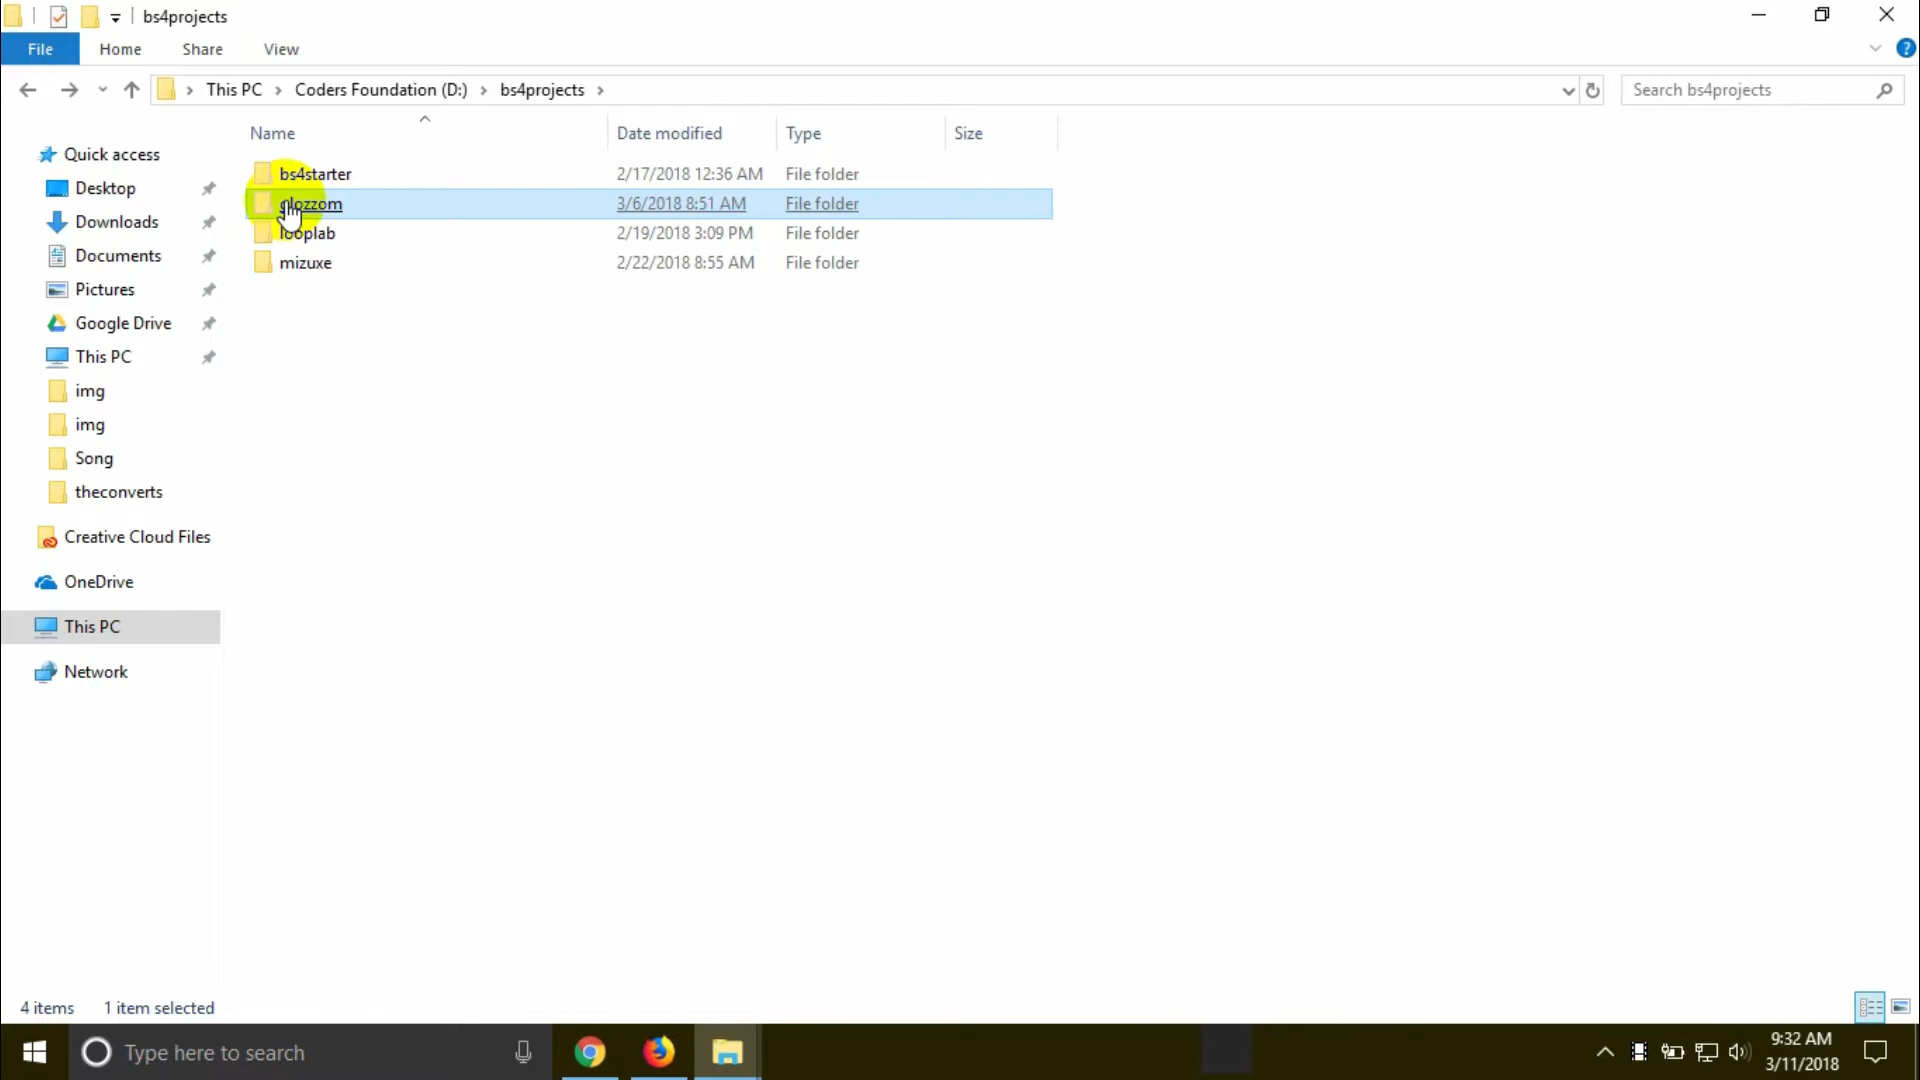 bs4projects
File Home Share View
This PC Coders Foundation (D:) bs4projects Search bs4projects
Name Date modified Type Size
Quick access
Desktop
Downloads
Documents
Pictures
Google Drive
This PC
img
img
Song
theconverts
Creative Cloud Files
OneDrive
This PC
Network
bs4starter 2/17/2018 12:36 AM File folder
glozzom 3/6/2018 8:51 AM File folder
looplab 2/19/2018 3:09 PM File folder
mizuxe 2/22/2018 8:55 AM File folder
4 items 1 item selected
Type here to search
9:32 AM
3/11/2018